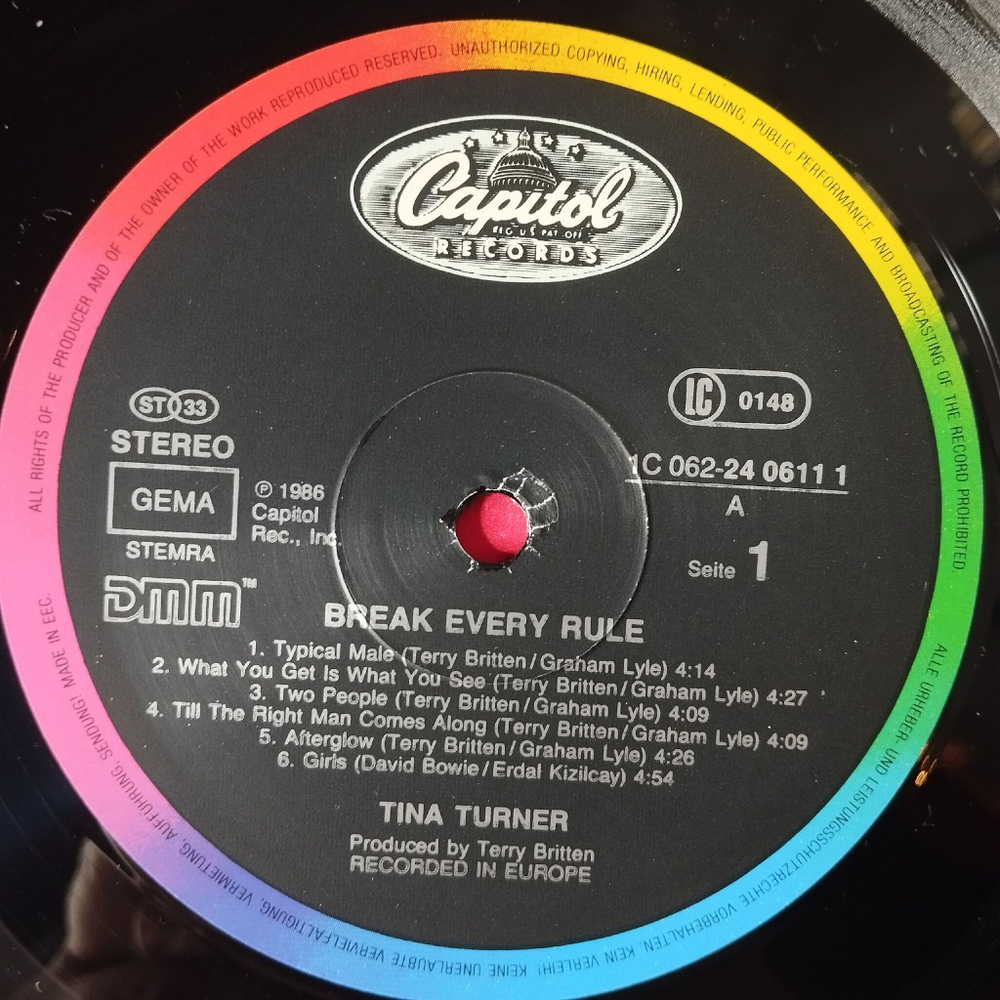 ALL RIGHTS OF THE PRODUCER AND OF THE OWNER OF THE WORK REPRODUCED RESERVED. UNAUTHORIZED COPYING, HIRING, LENDING, PUBLIC PERFORMANCE AND BROADCASTING OF THE RECORD PROHIBITED.
Capitol
REG. U.S. PAT. OFF.
RECORDS
ST 33
STEREO
GEMA
STEMRA
DMM™
℗ 1986
Capitol
Rec., Inc
LC 0148
1C 062-24 0611 1
A
Seite 1
BREAK EVERY RULE
1. Typical Male (Terry Britten/Graham Lyle) 4:14
2. What You Get Is What You See (Terry Britten/Graham Lyle) 4:27
3. Two People (Terry Britten/Graham Lyle) 4:09
4. Till The Right Man Comes Along (Terry Britten/Graham Lyle) 4:09
5. Afterglow (Terry Britten/Graham Lyle) 4:26
6. Girls (David Bowie/Erdal Kizilcay) 4:54
TINA TURNER
Produced by Terry Britten
RECORDED IN EUROPE
ALLE URHEBER- UND LEISTUNGSSCHUTZRECHTE VORBEHALTEN. KEIN VERLEIH! KEINE UNERLAUBTE VERVIELFÄLTIGUNG, VERMIETUNG, AUFFÜHRUNG, SENDUNG! MADE IN EEC.